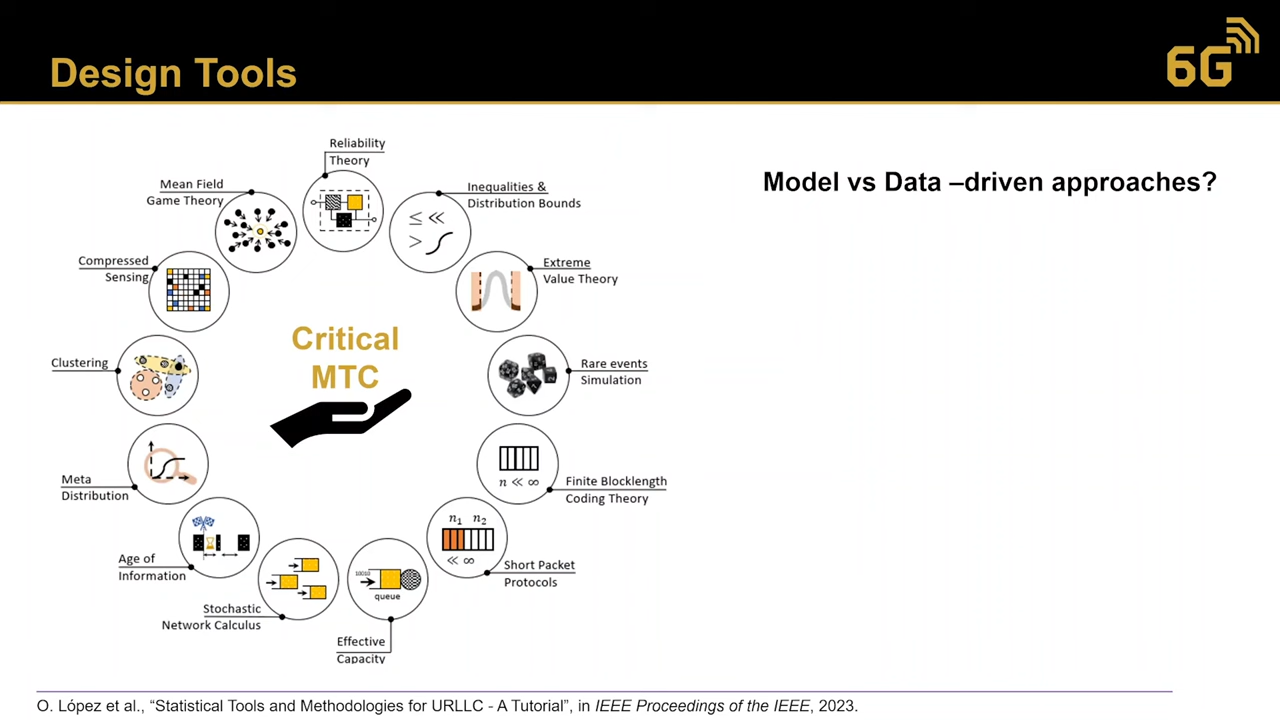 Design Tools
6G
Model vs Data –driven approaches?
Reliability
Theory
Inequalities &
Distribution Bounds
≤ ≪
>
Extreme
Value Theory
Rare events
Simulation
n ≪ ∞
Finite Blocklength
Coding Theory
n₁ n₂
≪ ∞
Short Packet
Protocols
10010
queue
Effective
Capacity
Stochastic
Network Calculus
Age of
Information
Meta
Distribution
Clustering
Compressed
Sensing
Mean Field
Game Theory
Critical
MTC
O. López et al., “Statistical Tools and Methodologies for URLLC - A Tutorial”, in IEEE Proceedings of the IEEE, 2023.